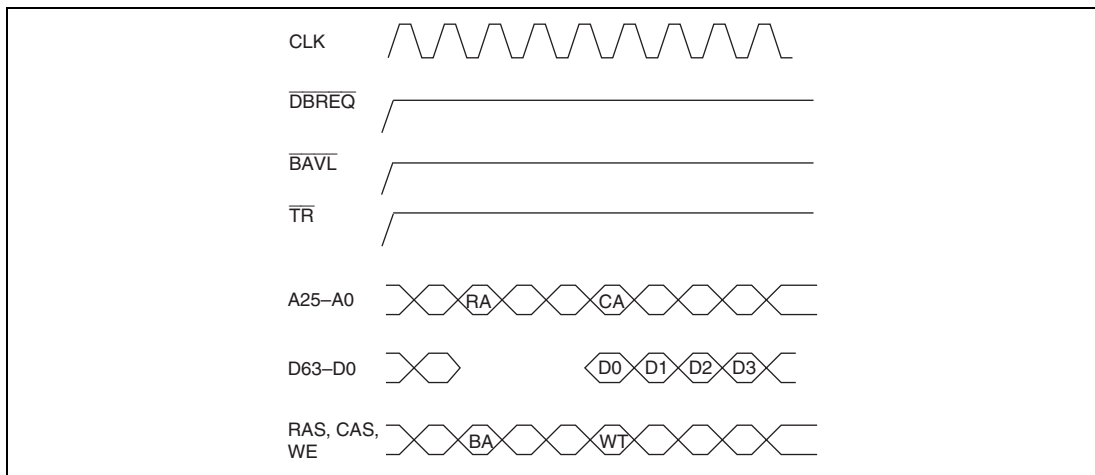 CLK
DBREQ
BAVL
TR
A25–A0 RA CA
D63–D0 D0 D1 D2 D3
RAS, CAS,
WE BA WT